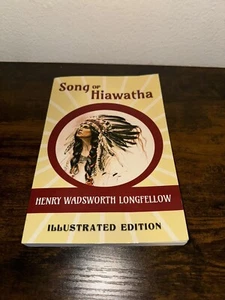 Song of
Hiawatha
HENRY WADSWORTH LONGFELLOW
ILLUSTRATED EDITION